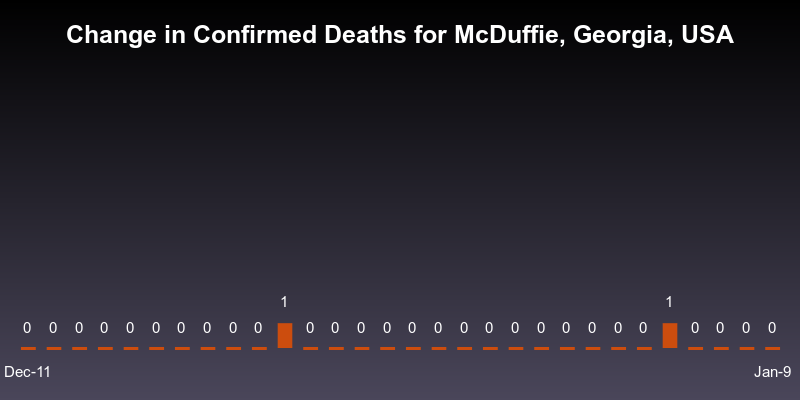 Change in Confirmed Deaths for McDuffie, Georgia, USA
1 1
0 0 0 0 0 0 0 0 0 0 0 0 0 0 0 0 0 0 0 0 0 0 0 0 0 0 0 0
Dec-11 Jan-9